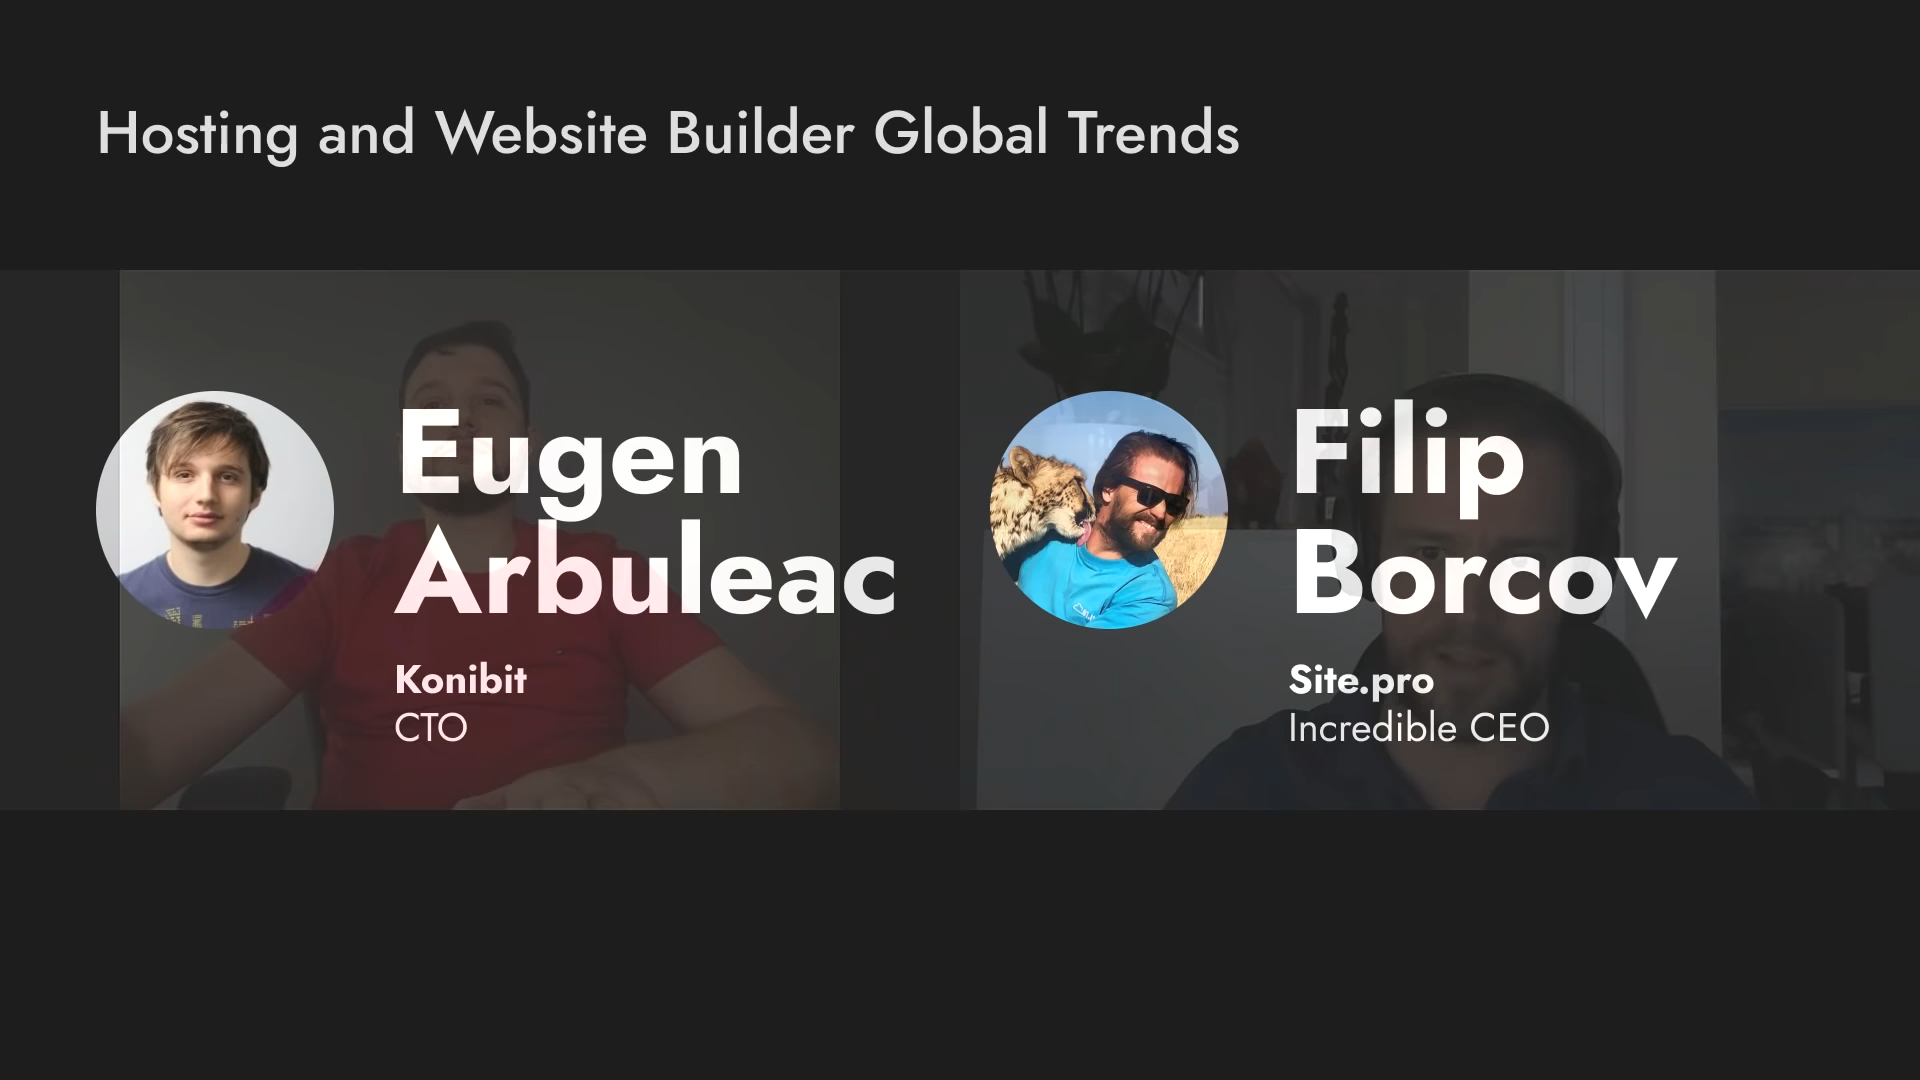 Hosting and Website Builder Global Trends
Eugen
Arbuleac
Konibit
CTO
Filip
Borcov
Site.pro
Incredible CEO